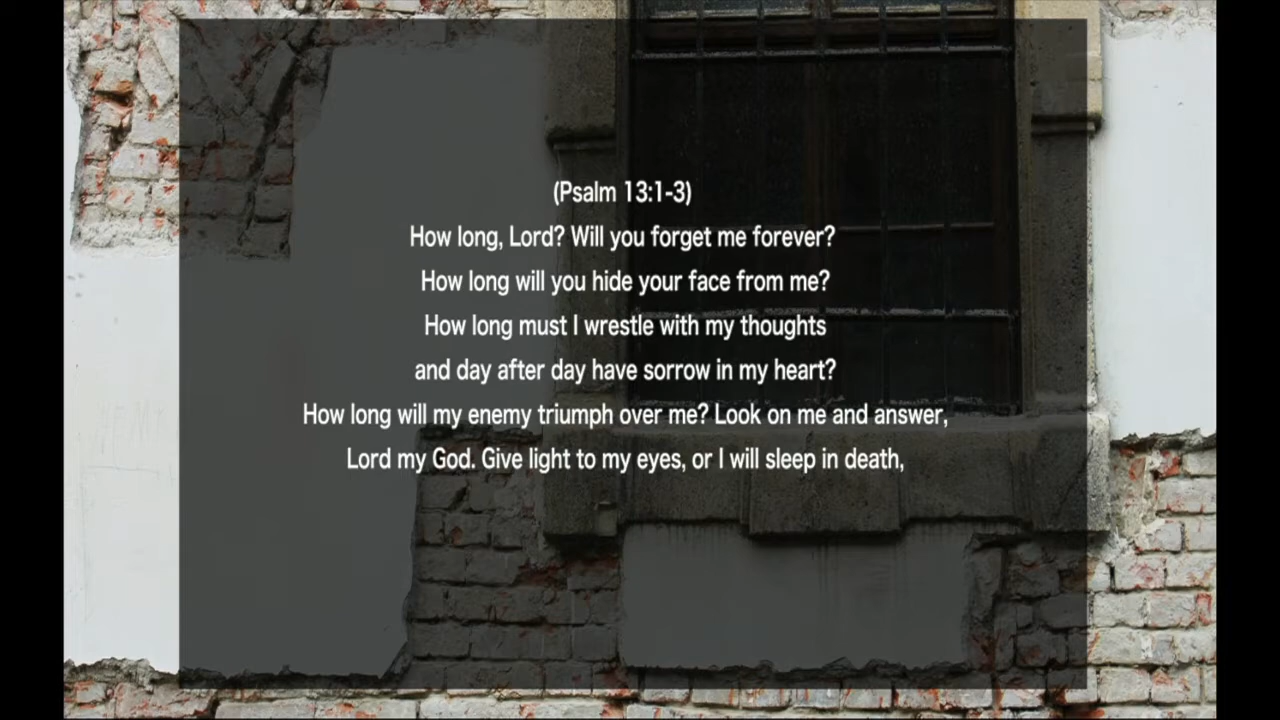 (Psalm 13:1-3)
How long, Lord? Will you forget me forever?
How long will you hide your face from me?
How long must I wrestle with my thoughts
and day after day have sorrow in my heart?
How long will my enemy triumph over me? Look on me and answer,
Lord my God. Give light to my eyes, or I will sleep in death,